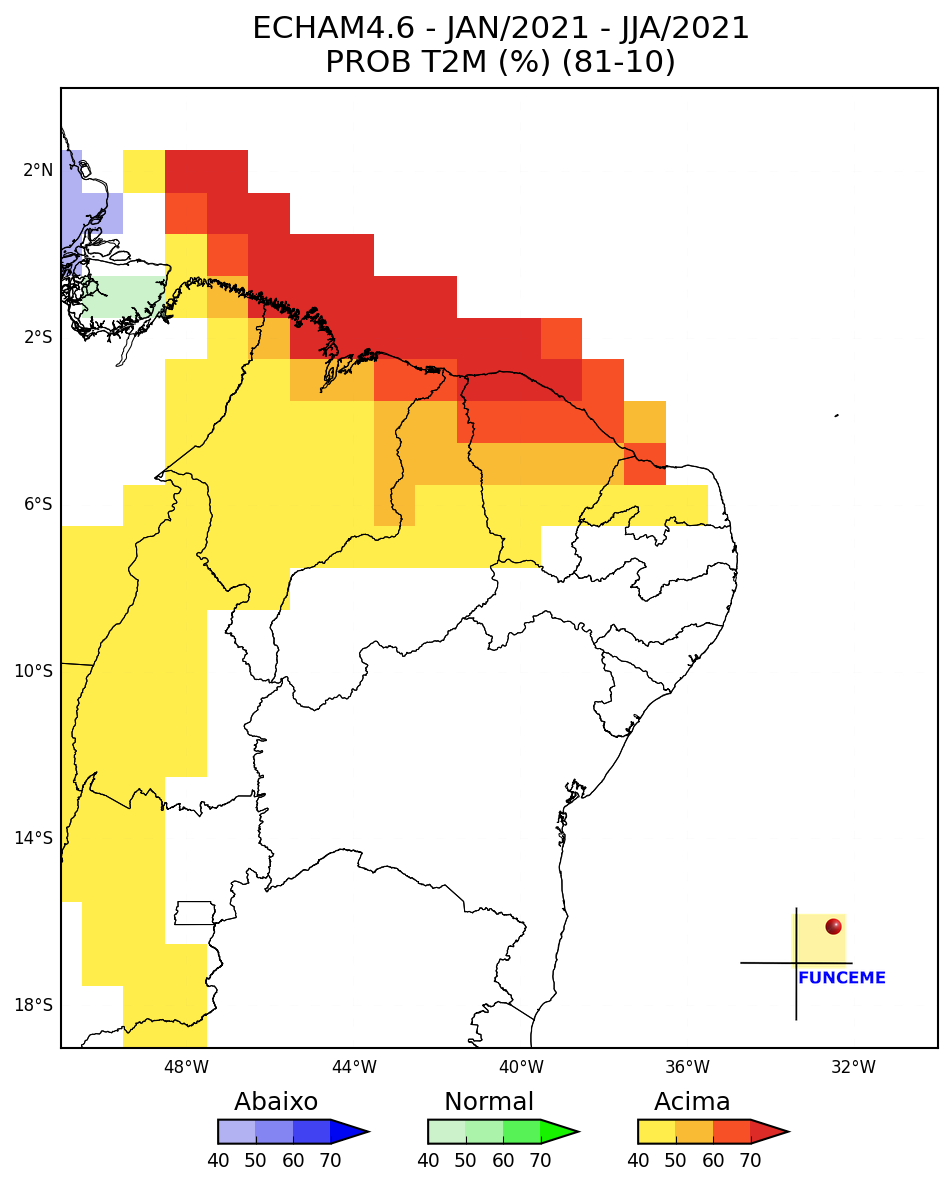 ECHAM4.6 - JAN/2021 - JJA/2021
PROB T2M (%) (81-10)
2°N
2°S
6°S
10°S
14°S
18°S
FUNCEME
48°W 44°W 40°W 36°W 32°W
Abaixo Normal Acima
40 50 60 70 40 50 60 70 40 50 60 70